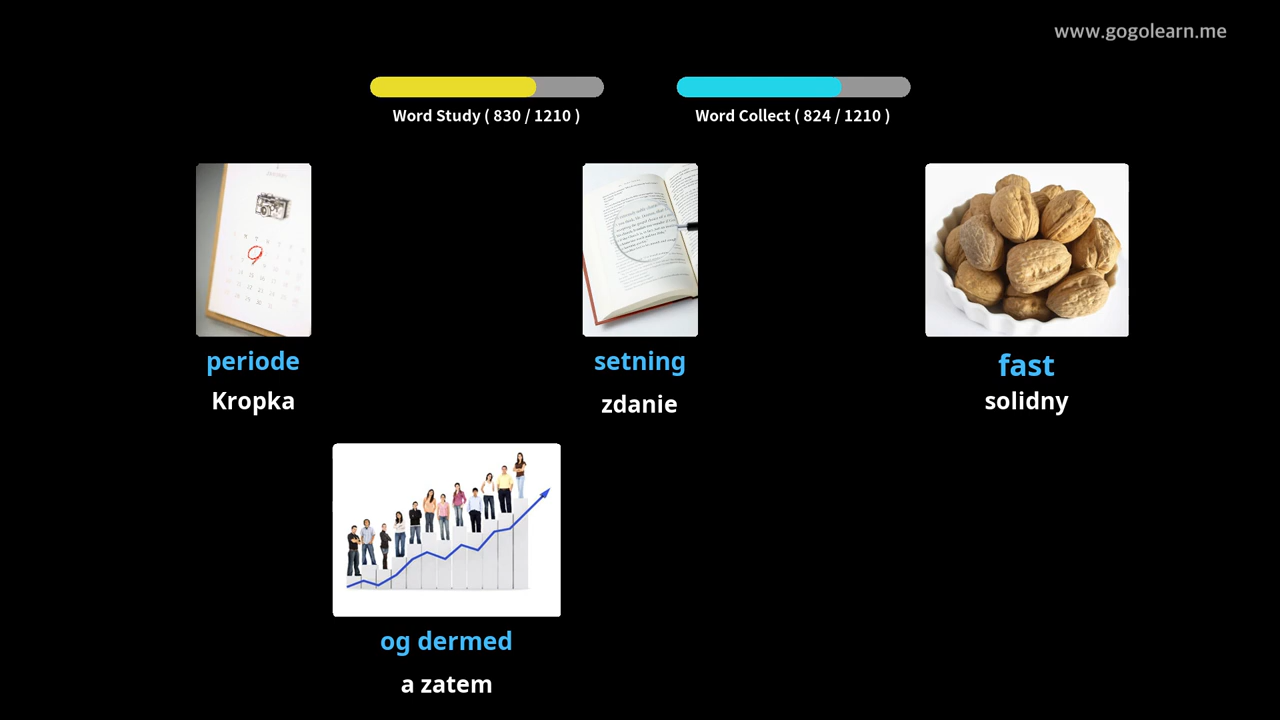 www.gogolearn.me
Word Study ( 830 / 1210 )
Word Collect ( 824 / 1210 )
periode
Kropka
setning
zdanie
fast
solidny
og dermed
a zatem